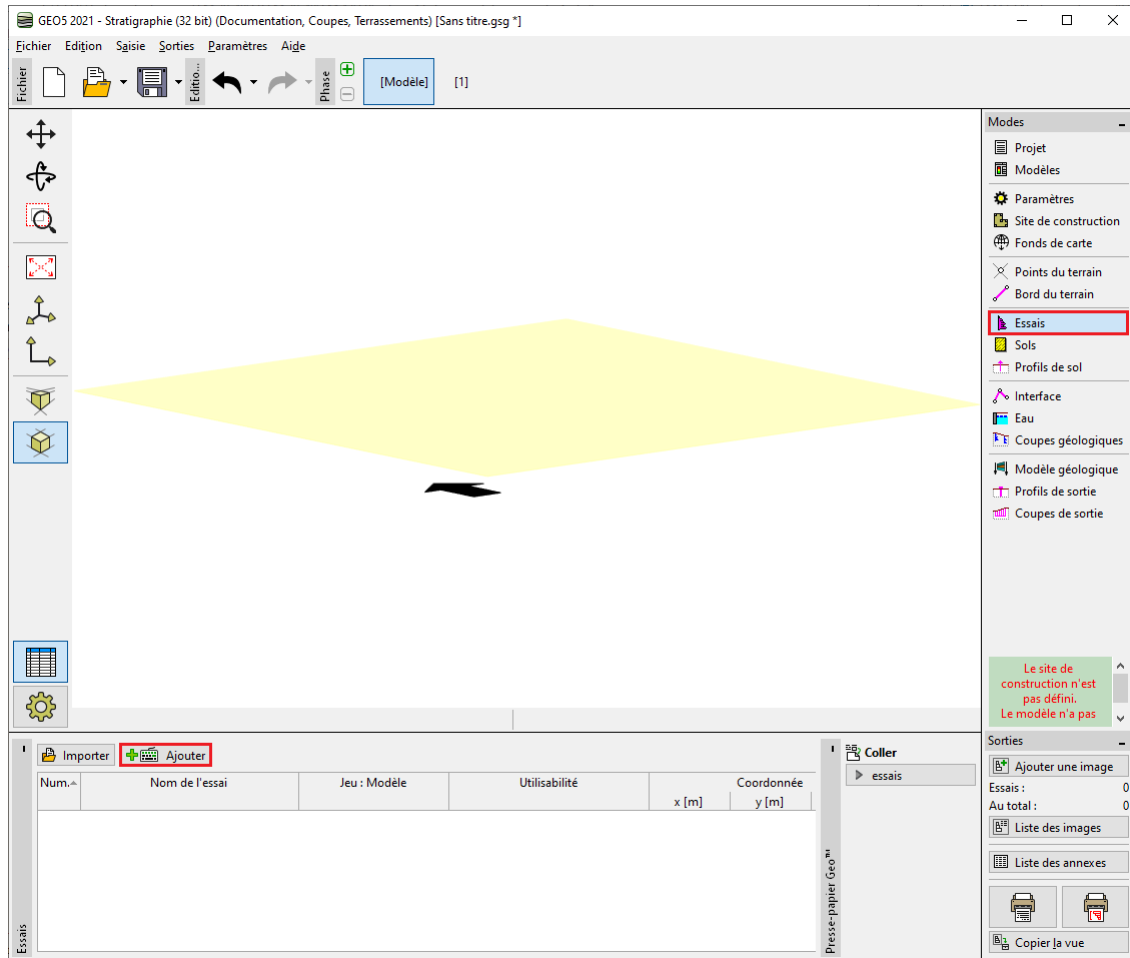 GEO5 2021 - Stratigraphie (32 bit) (Documentation, Coupes, Terrassements) [Sans titre.gsg *]
Fichier Edition Saisie Sorties Paramètres Aide
Fichier
Editio...
Phase
[Modèle] [1]
Modes
Projet
Modèles
Paramètres
Site de construction
Fonds de carte
Points du terrain
Bord du terrain
Essais
Sols
Profils de sol
Interface
Eau
Coupes géologiques
Modèle géologique
Profils de sortie
Coupes de sortie
Le site de
construction n'est
pas défini.
Le modèle n'a pas
Importer Ajouter
Num. Nom de l'essai Jeu : Modèle Utilisabilité Coordonnée
x [m] y [m]
Essais
Presse-papier Geo™
Coller
essais
Sorties
Ajouter une image
Essais : 0
Au total : 0
Liste des images
Liste des annexes
Copier la vue